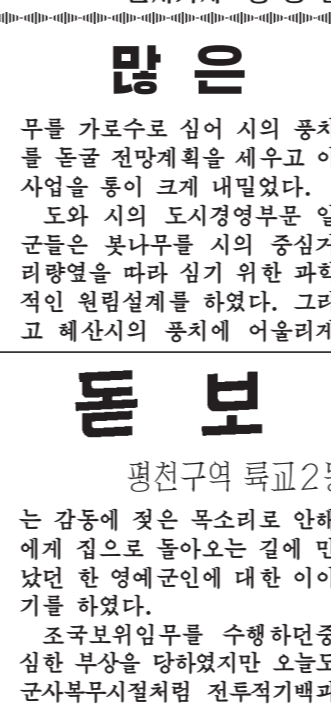 많 은
무를 가로수로 심어 시의 풍치
를 돋굴 전망계획을 세우고 이
사업을 통이 크게 내밀었다.
도와 시의 도시경영부문 일
군들은 봇나무를 시의 중심거
리량옆을 따라 심기 위한 과학
적인 원림설계를 하였다. 그리
고 혜산시의 풍치에 어울리게
돋 보
평천구역 륙교2동
는 감동에 젖은 목소리로 안해
에게 집으로 돌아오는 길에 만
났던 한 영예군인에 대한 이야
기를 하였다.
조국보위임무를 수행하던중
심한 부상을 당하였지만 오늘도
군사복무시절처럼 전투적기백과